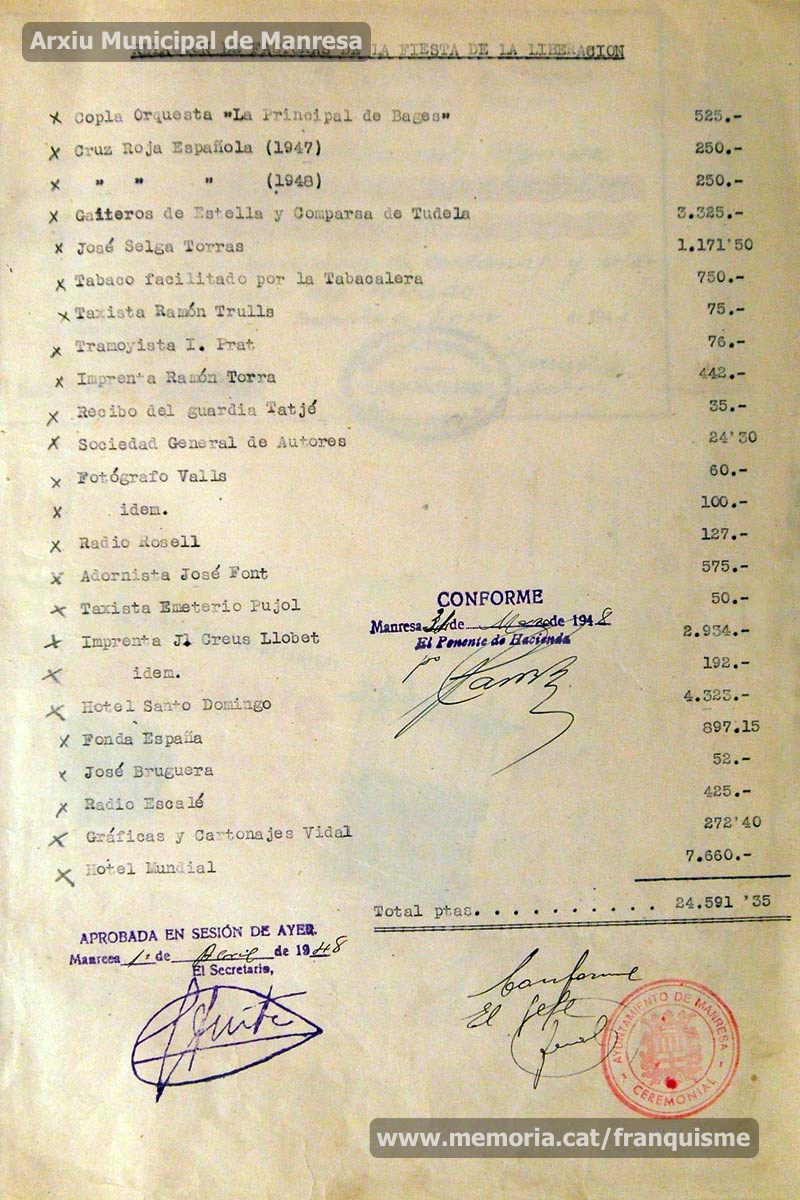 Arxiu Municipal de Manresa
RELACION DE FACTURAS DE LA FIESTA DE LA LIBERACION
x Copla Orquesta "La Principal de Bages" 525.-
x Cruz Roja Española (1947) 250.-
x " " " (1948) 250.-
x Gaiteros de Estella y Comparsa de Tudela 3.325.-
x José Selga Torras 1.171'50
x Tabaco facilitado por la Tabacalera 750.-
x Taxista Ramón Trulls 75.-
x Tramoyista I. Prat 76.-
x Imprenta Ramón Torra 442.-
x Recibo del guardia Tatjé 35.-
x Sociedad General de Autores 24'30
x Fotógrafo Valls 60.-
x idem. 100.-
x Radio Rosell 127.-
x Adornista José Font 575.-
x Taxista Emeterio Pujol 50.-
x Imprenta J. Creus Llobet 2.934.-
x idem. 192.-
x Hotel Santo Domingo 4.323.-
x Fonda España 897.15
x José Bruguera 52.-
x Radio Escalé 425.-
x Gráficas y Cartonajes Vidal 272'40
x Hotel Mundial 7.660.-
Total ptas. . . . . . . . . . . 24.591 '35
CONFORME
Manresa 31 de Marzo de 1948
El Ponente de Hacienda
po
APROBADA EN SESIÓN DE AYER.
Manresa 1º de Abril de 1948
El Secretario,
Conforme
El Jefe
AYUNTAMIENTO DE MANRESA
- CEREMONIAL -
www.memoria.cat/franquisme